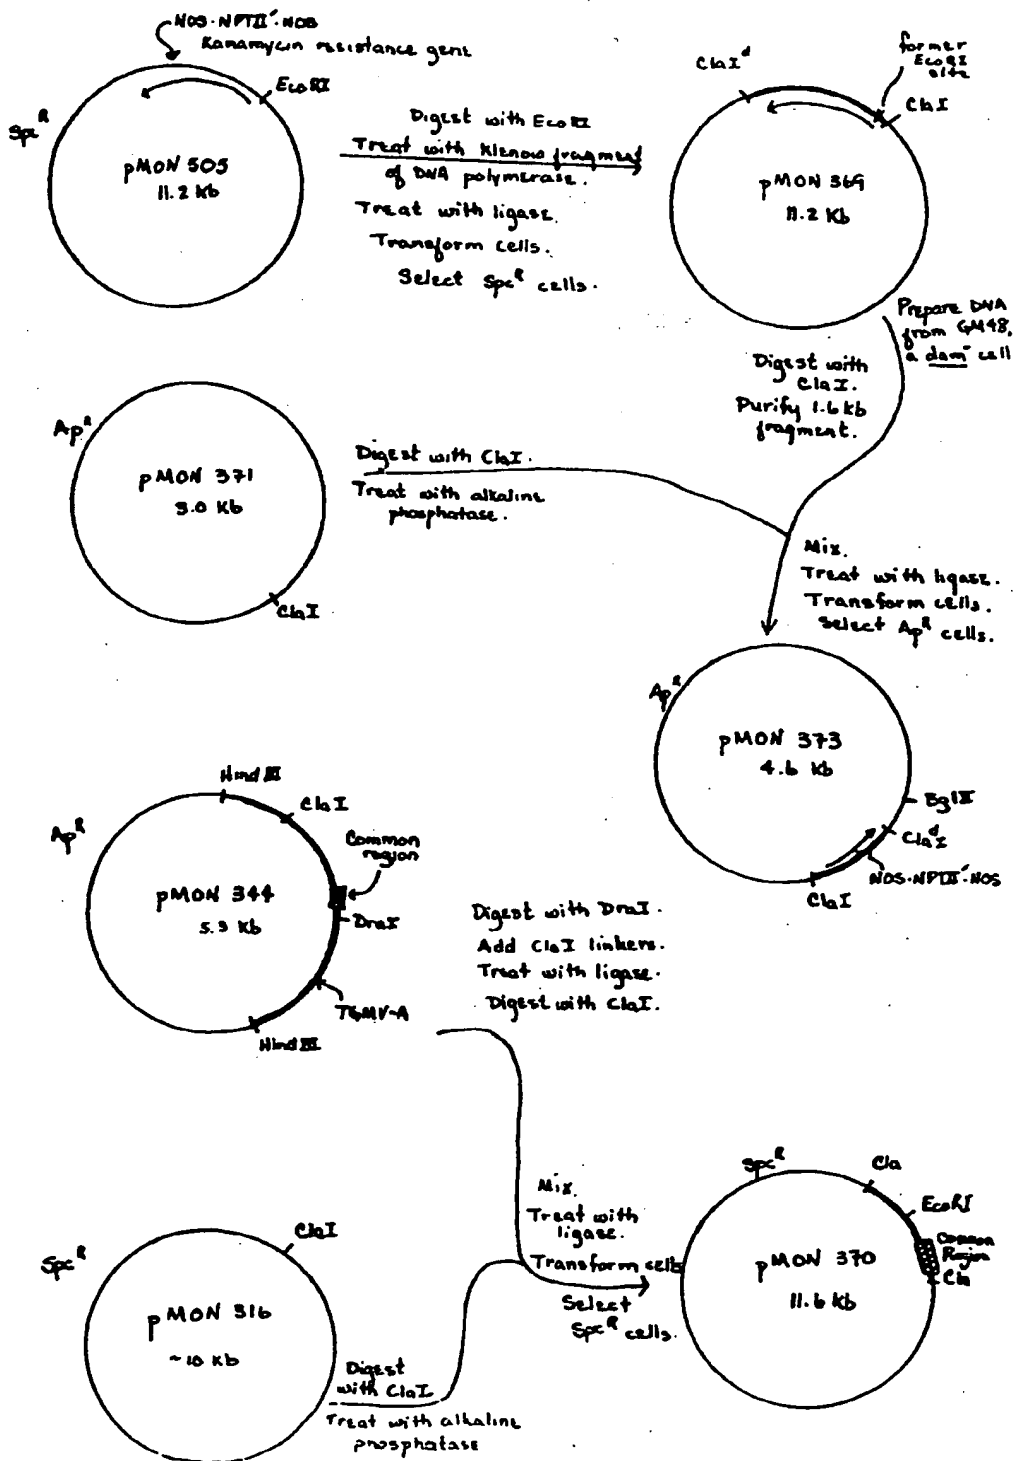 NOS·NPTII'·NOS
Kanamycin resistance gene
EcoRI
Spc^R
pMON 505
11.2 Kb
Digest with EcoRI
Treat with Klenow fragment
of DNA polymerase.
Treat with ligase.
Transform cells.
Select Spc^R cells.
ClaI^d
former
EcoRI
site
ClaI
pMON 369
11.2 Kb
Prepare DNA
from GM48,
a dam^- cell
Digest with
ClaI.
Purify 1.6 kb
fragment.
Ap^R
pMON 371
3.0 Kb
ClaI
Digest with ClaI.
Treat with alkaline
phosphatase.
Mix.
Treat with ligase.
Transform cells.
Select Ap^R cells.
Ap^R
pMON 373
4.6 Kb
BglII
Cla^dI
NOS·NPTII'·NOS
ClaI
HindIII
ClaI
Common
region
Ap^R
pMON 344
5.3 Kb
DraI
TGMV-A
HindIII
Digest with DraI.
Add ClaI linkers.
Treat with ligase.
Digest with ClaI.
Spc^R
ClaI
pMON 316
~10 Kb
Digest
with ClaI
Treat with alkaline
phosphatase
Mix.
Treat with
ligase.
Transform cells
Select
Spc^R cells.
Spc^R
Cla
EcoRI
Common
Region
Cla
pMON 370
11.6 Kb